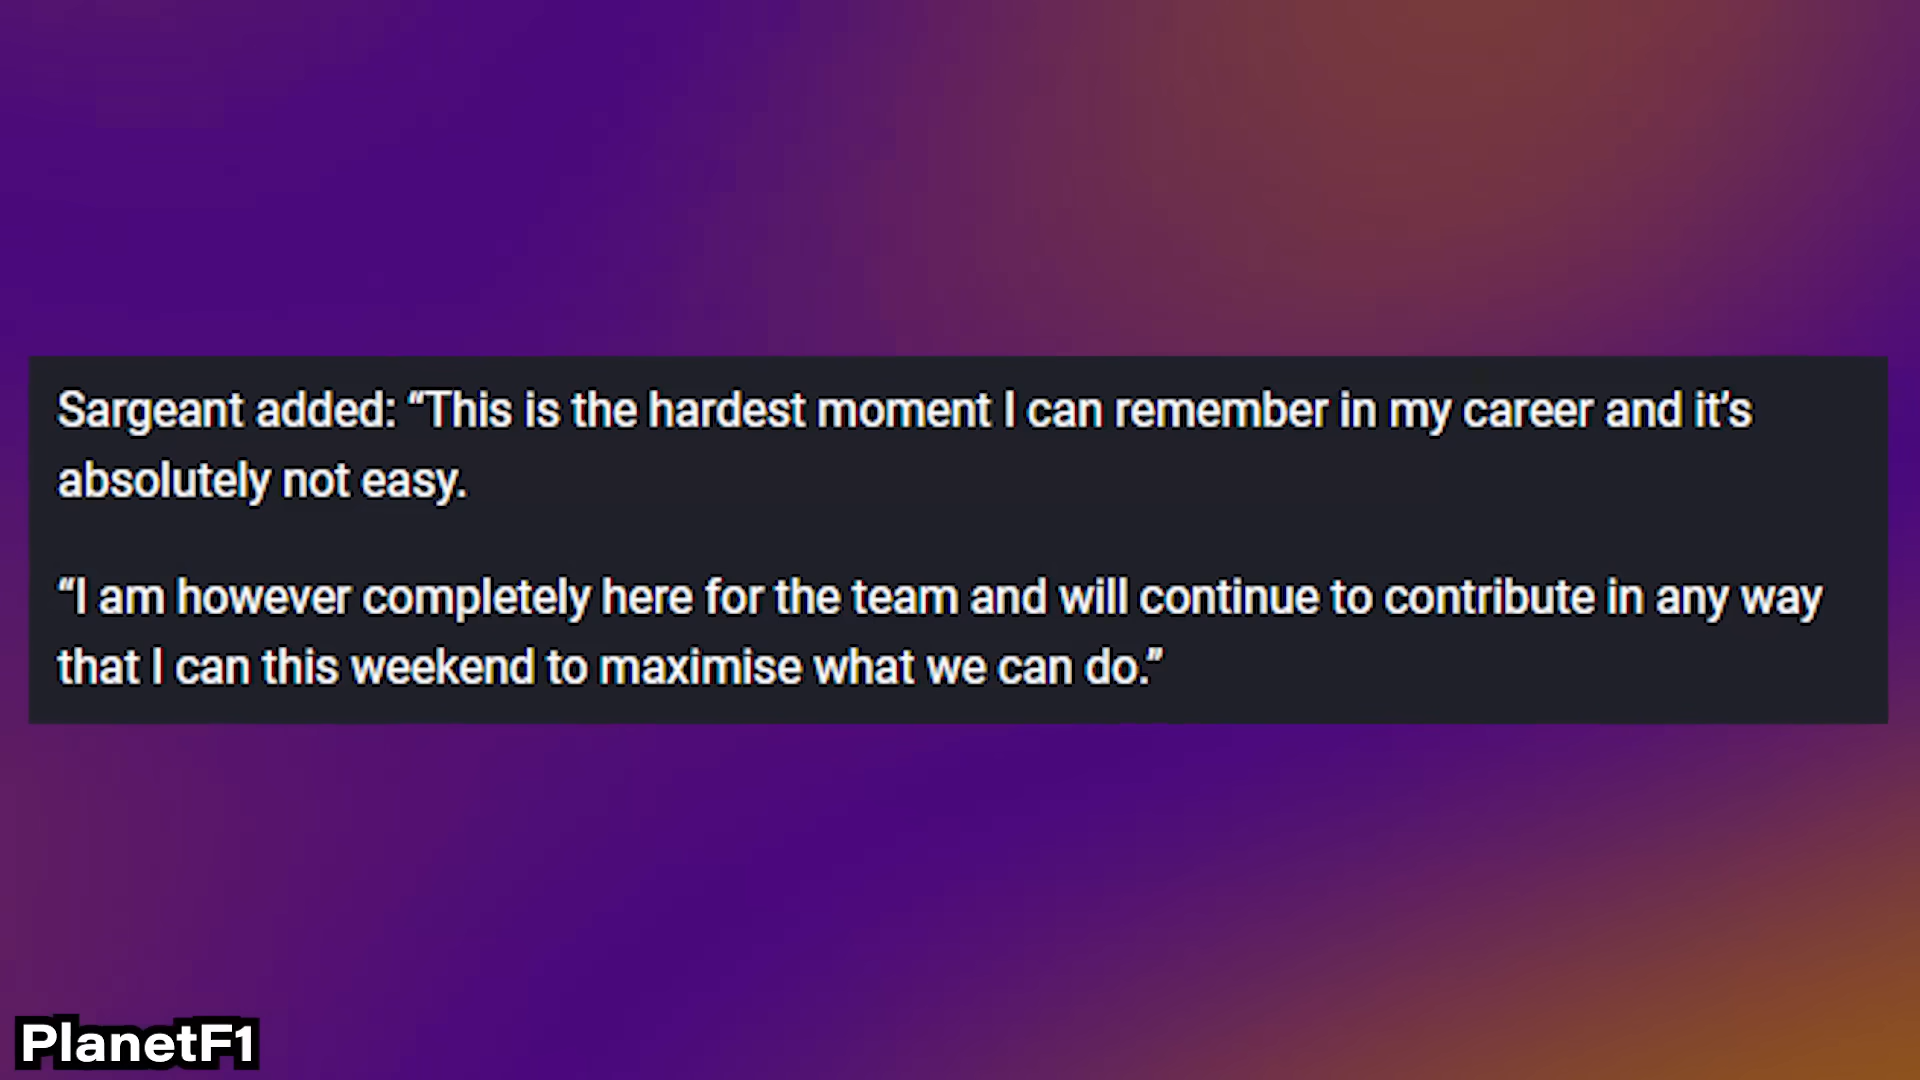 Sargeant added: “This is the hardest moment I can remember in my career and it’s
absolutely not easy.
“I am however completely here for the team and will continue to contribute in any way
that I can this weekend to maximise what we can do.”
PlanetF1